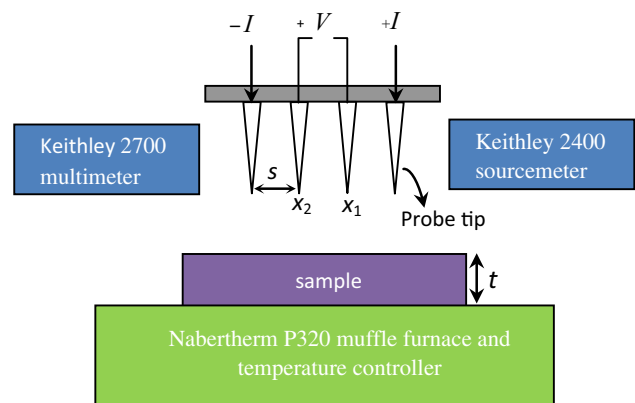 –I + V +I
Keithley 2700
multimeter
Keithley 2400
sourcemeter
s
x₂ x₁
Probe tip
sample
t
Nabertherm P320 muffle furnace and
temperature controller